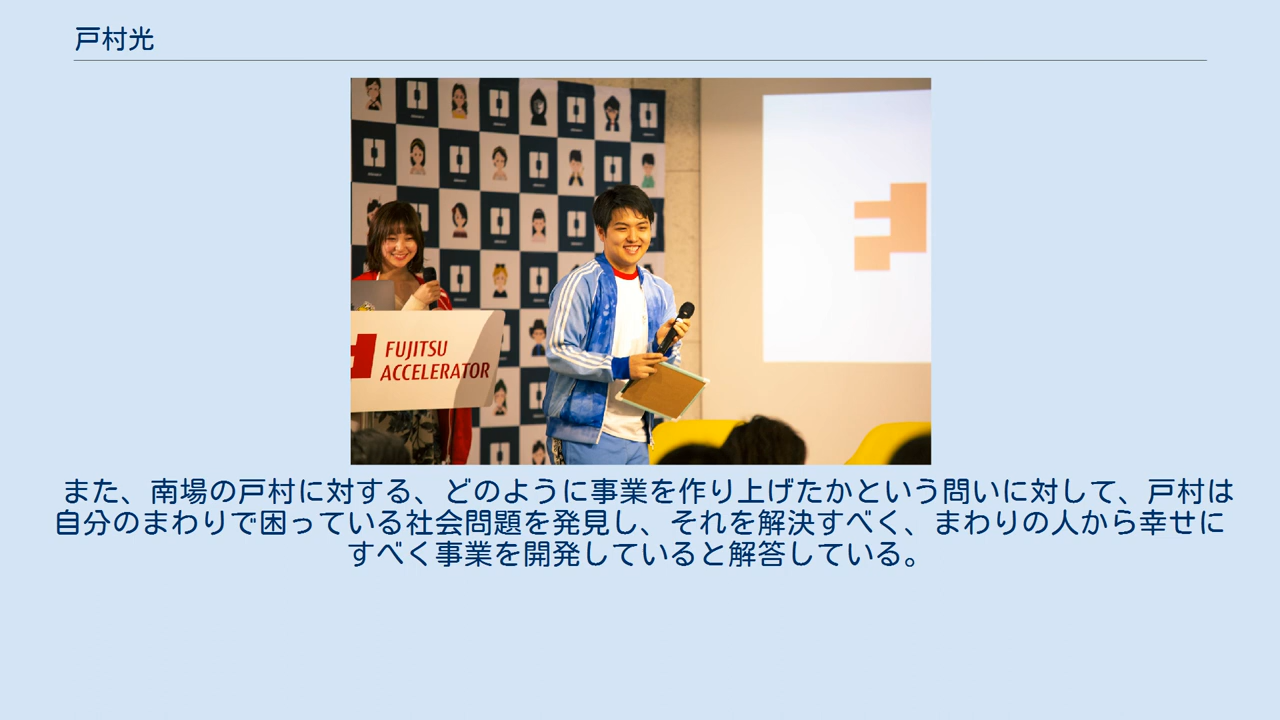 戸村光
FUJITSU
ACCELERATOR
また、南場の戸村に対する、どのように事業を作り上げたかという問いに対して、戸村は
自分のまわりで困っている社会問題を発見し、それを解決すべく、まわりの人から幸せに
すべく事業を開発していると解答している。